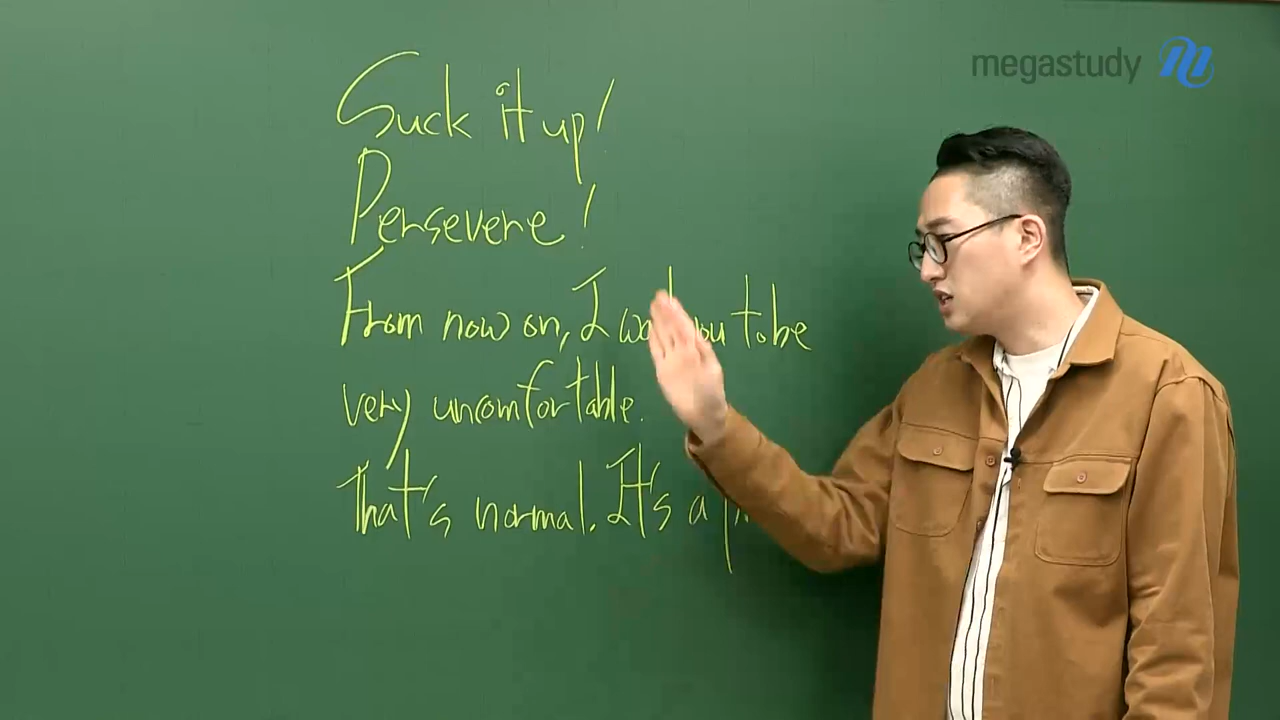 megastudy
Suck it up!
Persevere!
From now on, I to be
very uncomfortable.
That's normal. It's a